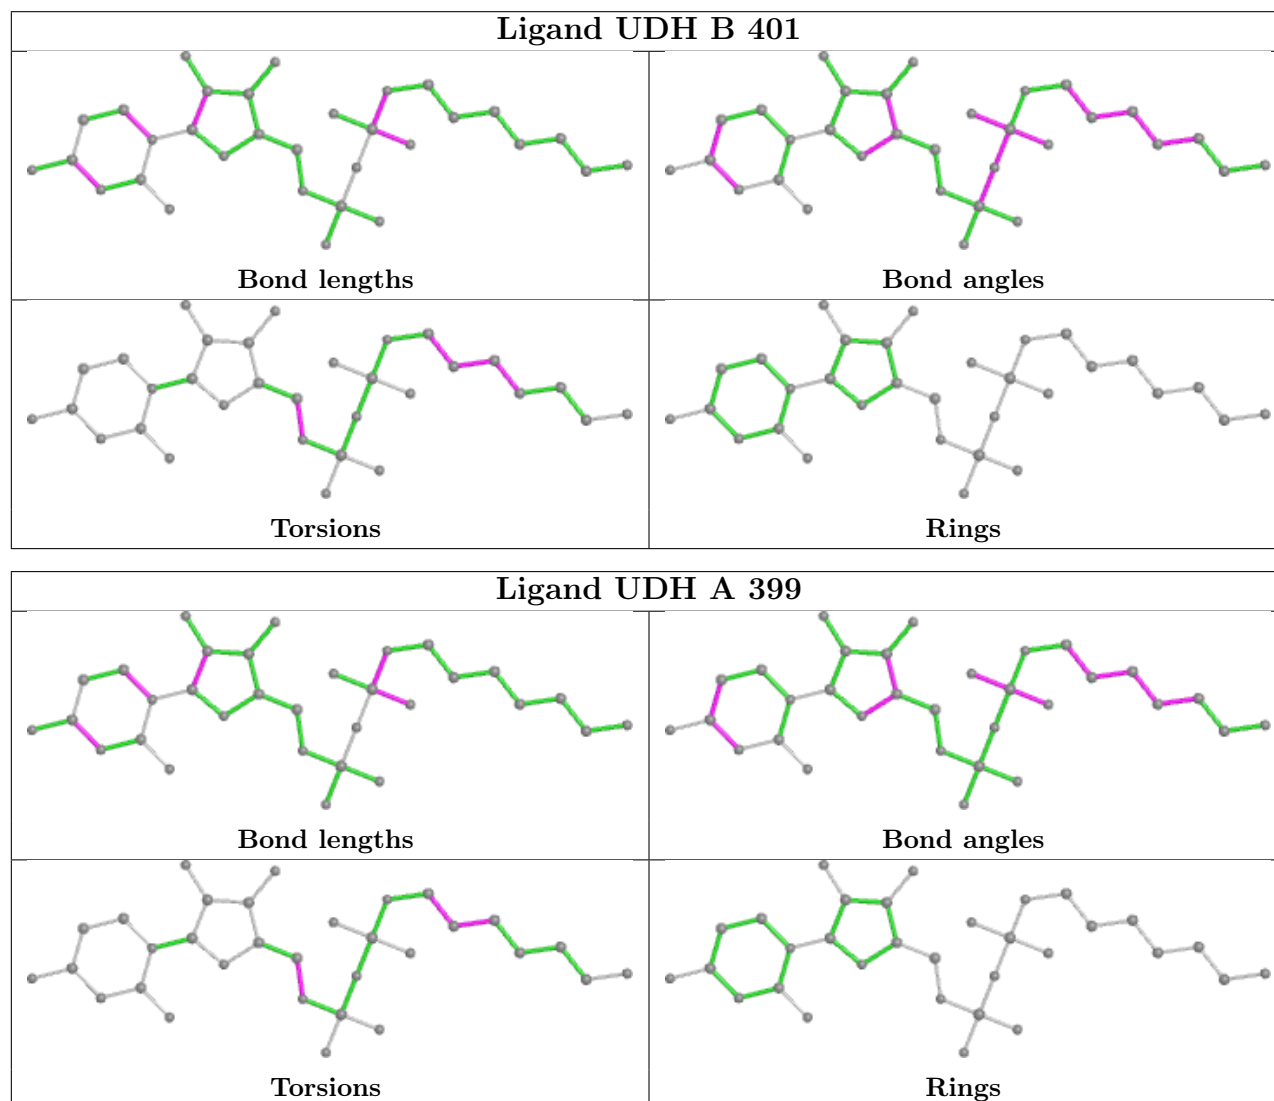 Ligand UDH B 401
Bond lengths
Bond angles
Torsions
Rings
Ligand UDH A 399
Bond lengths
Bond angles
Torsions
Rings